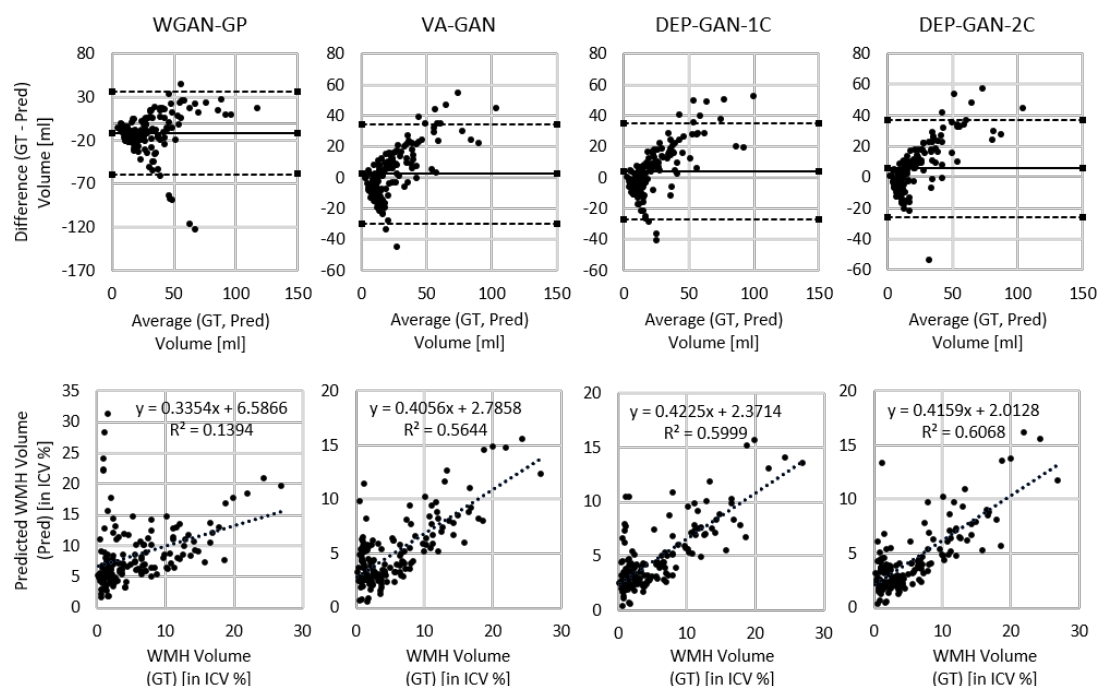 WGAN-GP
VA-GAN
DEP-GAN-1C
DEP-GAN-2C
Difference (GT - Pred)
Volume [ml]
80
30
-20
-70
-120
-170
0 50 100 150
Average (GT, Pred)
Volume [ml]
80
60
40
20
0
-20
-40
-60
0 50 100 150
Average (GT, Pred)
Volume [ml]
80
60
40
20
0
-20
-40
-60
0 50 100 150
Average (GT, Pred)
Volume [ml]
80
60
40
20
0
-20
-40
-60
0 50 100 150
Average (GT, Pred)
Volume [ml]
Predicted WMH Volume
(Pred) [in ICV %]
35
30
25
20
15
10
5
0
y = 0.3354x + 6.5866
R² = 0.1394
0 10 20 30
WMH Volume
(GT) [in ICV %]
20
15
10
5
0
y = 0.4056x + 2.7858
R² = 0.5644
0 10 20 30
WMH Volume
(GT) [in ICV %]
20
15
10
5
0
y = 0.4225x + 2.3714
R² = 0.5999
0 10 20 30
WMH Volume
(GT) [in ICV %]
20
15
10
5
0
y = 0.4159x + 2.0128
R² = 0.6068
0 10 20 30
WMH Volume
(GT) [in ICV %]